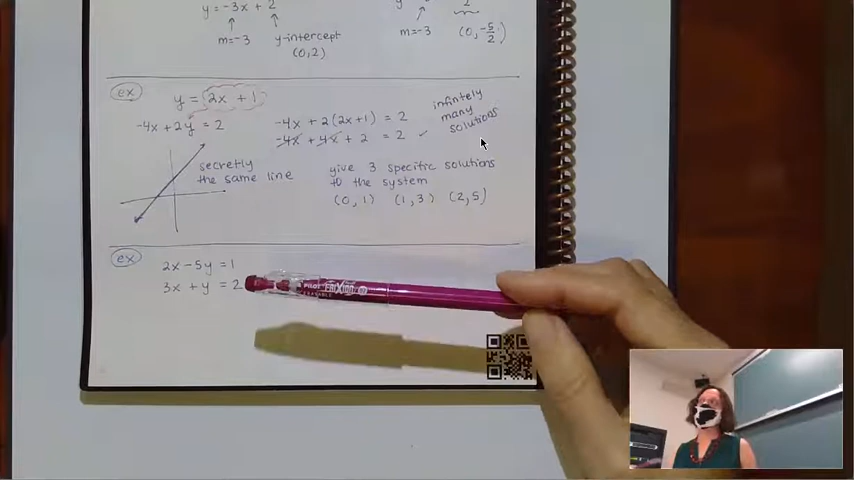 y = -3x + 2
m=-3
y-intercept
(0,2)
m=-3
(0,-5/2)
ex
y = 2x + 1
-4x+2y = 2
-4x + 2(2x+1) = 2
-4x + 4x + 2 = 2 ✓
infintely
many
solutions
secretly
the same line
give 3 specific solutions
to the system
(0,1) (1,3) (2,5)
ex
2x-5y = 1
3x + y = 2
PILOT FRIXION
ERASABLE